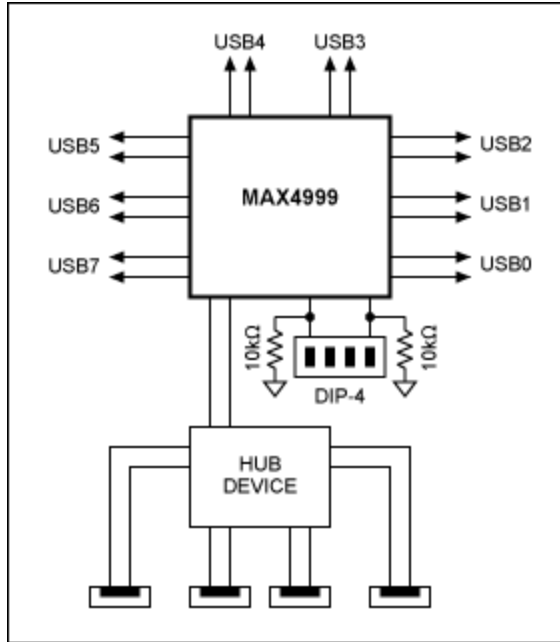 USB4
USB3
USB5
USB2
MAX4999
USB6
USB1
USB7
USB0
10kΩ
10kΩ
DIP-4
HUB
DEVICE